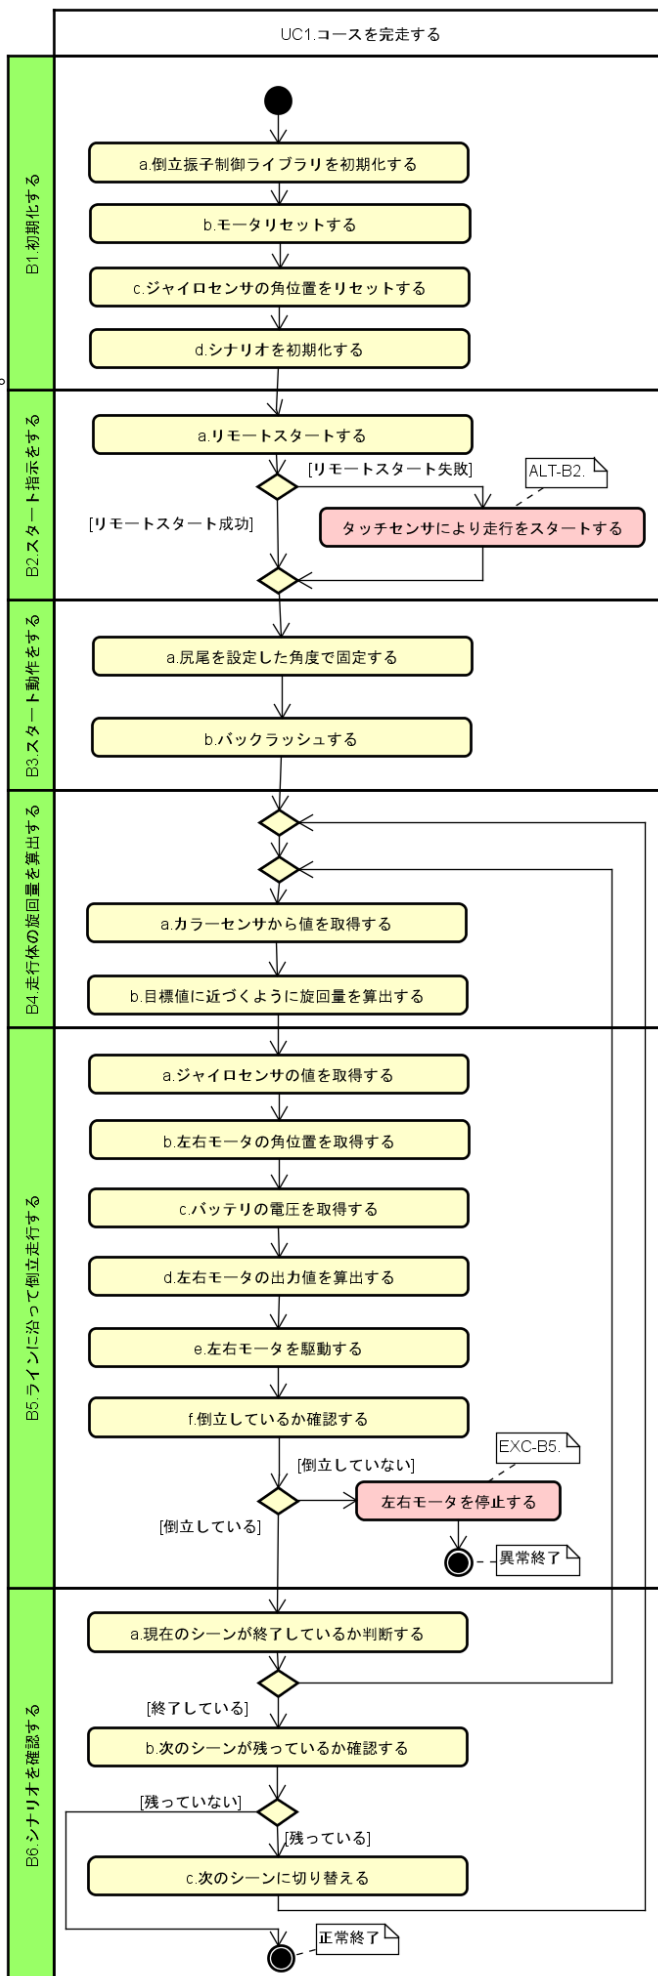 UC1.コースを完走する
B1.初期化する
a.倒立振子制御ライブラリを初期化する
b.モータリセットする
c.ジャイロセンサの角位置をリセットする
d.シナリオを初期化する
。
B2.スタート指示をする
a.リモートスタートする
[リモートスタート失敗]
ALT-B2.
[リモートスタート成功]
タッチセンサにより走行をスタートする
B3.スタート動作をする
a.尻尾を設定した角度で固定する
b.バックラッシュする
B4.走行体の旋回量を算出する
a.カラーセンサから値を取得する
b.目標値に近づくように旋回量を算出する
B5.ラインに沿って倒立走行する
a.ジャイロセンサの値を取得する
b.左右モータの角位置を取得する
c.バッテリの電圧を取得する
d.左右モータの出力値を算出する
e.左右モータを駆動する
f.倒立しているか確認する
[倒立していない]
EXC-B5.
左右モータを停止する
[倒立している]
異常終了
B6.シナリオを確認する
a.現在のシーンが終了しているか判断する
[終了している]
b.次のシーンが残っているか確認する
[残っていない]
[残っている]
c.次のシーンに切り替える
正常終了